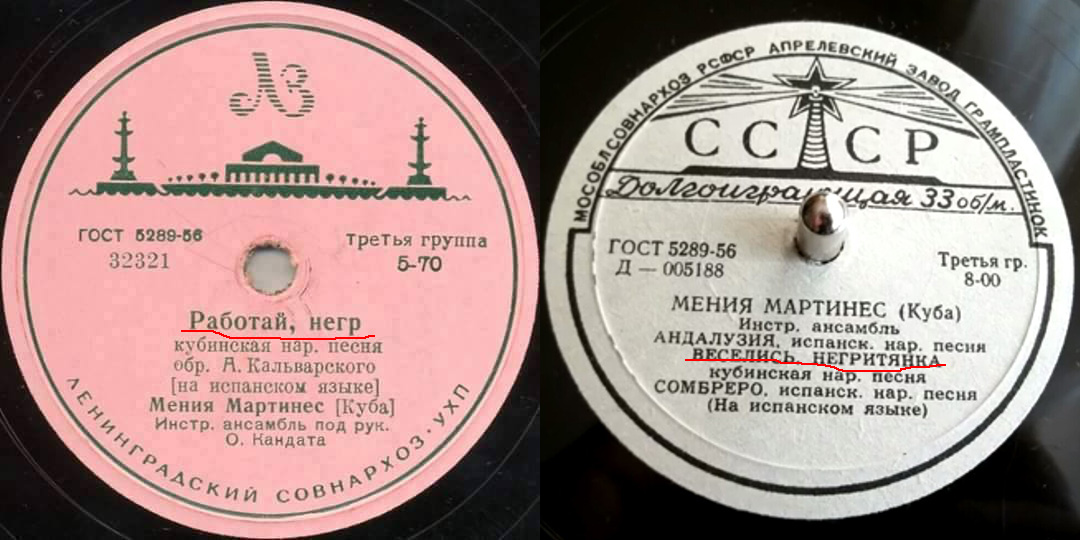 ЛЗ
ГОСТ 5289-56
32321
третья группа
5-70
Работай, негр
кубинская нар. песня
обр. А. Кальварского
[на испанском языке]
Мения Мартинес [Куба]
Инстр. ансамбль под рук.
О. Кандата
ЛЕНИНГРАДСКИЙ СОВНАРХОЗ · УХП
МОСОБЛСОВНАРХОЗ РСФСР АПРЕЛЕВСКИЙ ЗАВОД ГРАМПЛАСТИНОК
СССР
Долгоиграющая 33 об/м.
ГОСТ 5289-56
Д — 005188
Третья гр.
8-00
МЕНИЯ МАРТИНЕС (Куба)
Инстр. ансамбль
АНДАЛУЗИЯ, испанск. нар. песня
ВЕСЕЛИСЬ, НЕГРИТЯНКА
кубинская нар. песня
СОМБРЕРО, испанск. нар. песня
(На испанском языке)